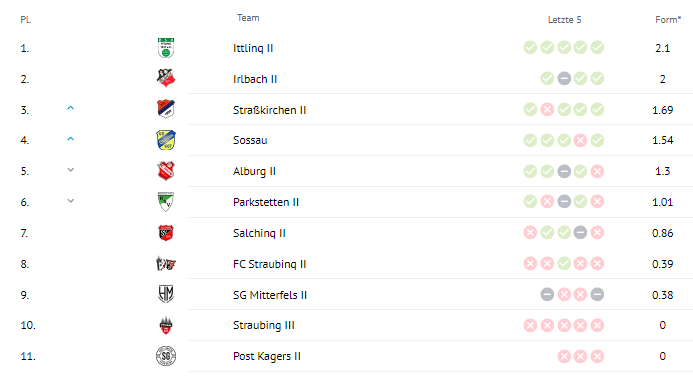 Pl. Team Letzte 5 Form*
1. Ittling II 2.1
2. Irlbach II 2
3. Straßkirchen II 1.69
4. Sossau 1.54
5. Alburg II 1.3
6. Parkstetten II 1.01
7. Salching II 0.86
8. FC Straubing II 0.39
9. HM SG Mitterfels II 0.38
10. Straubing III 0
11. SG Post Kagers II 0